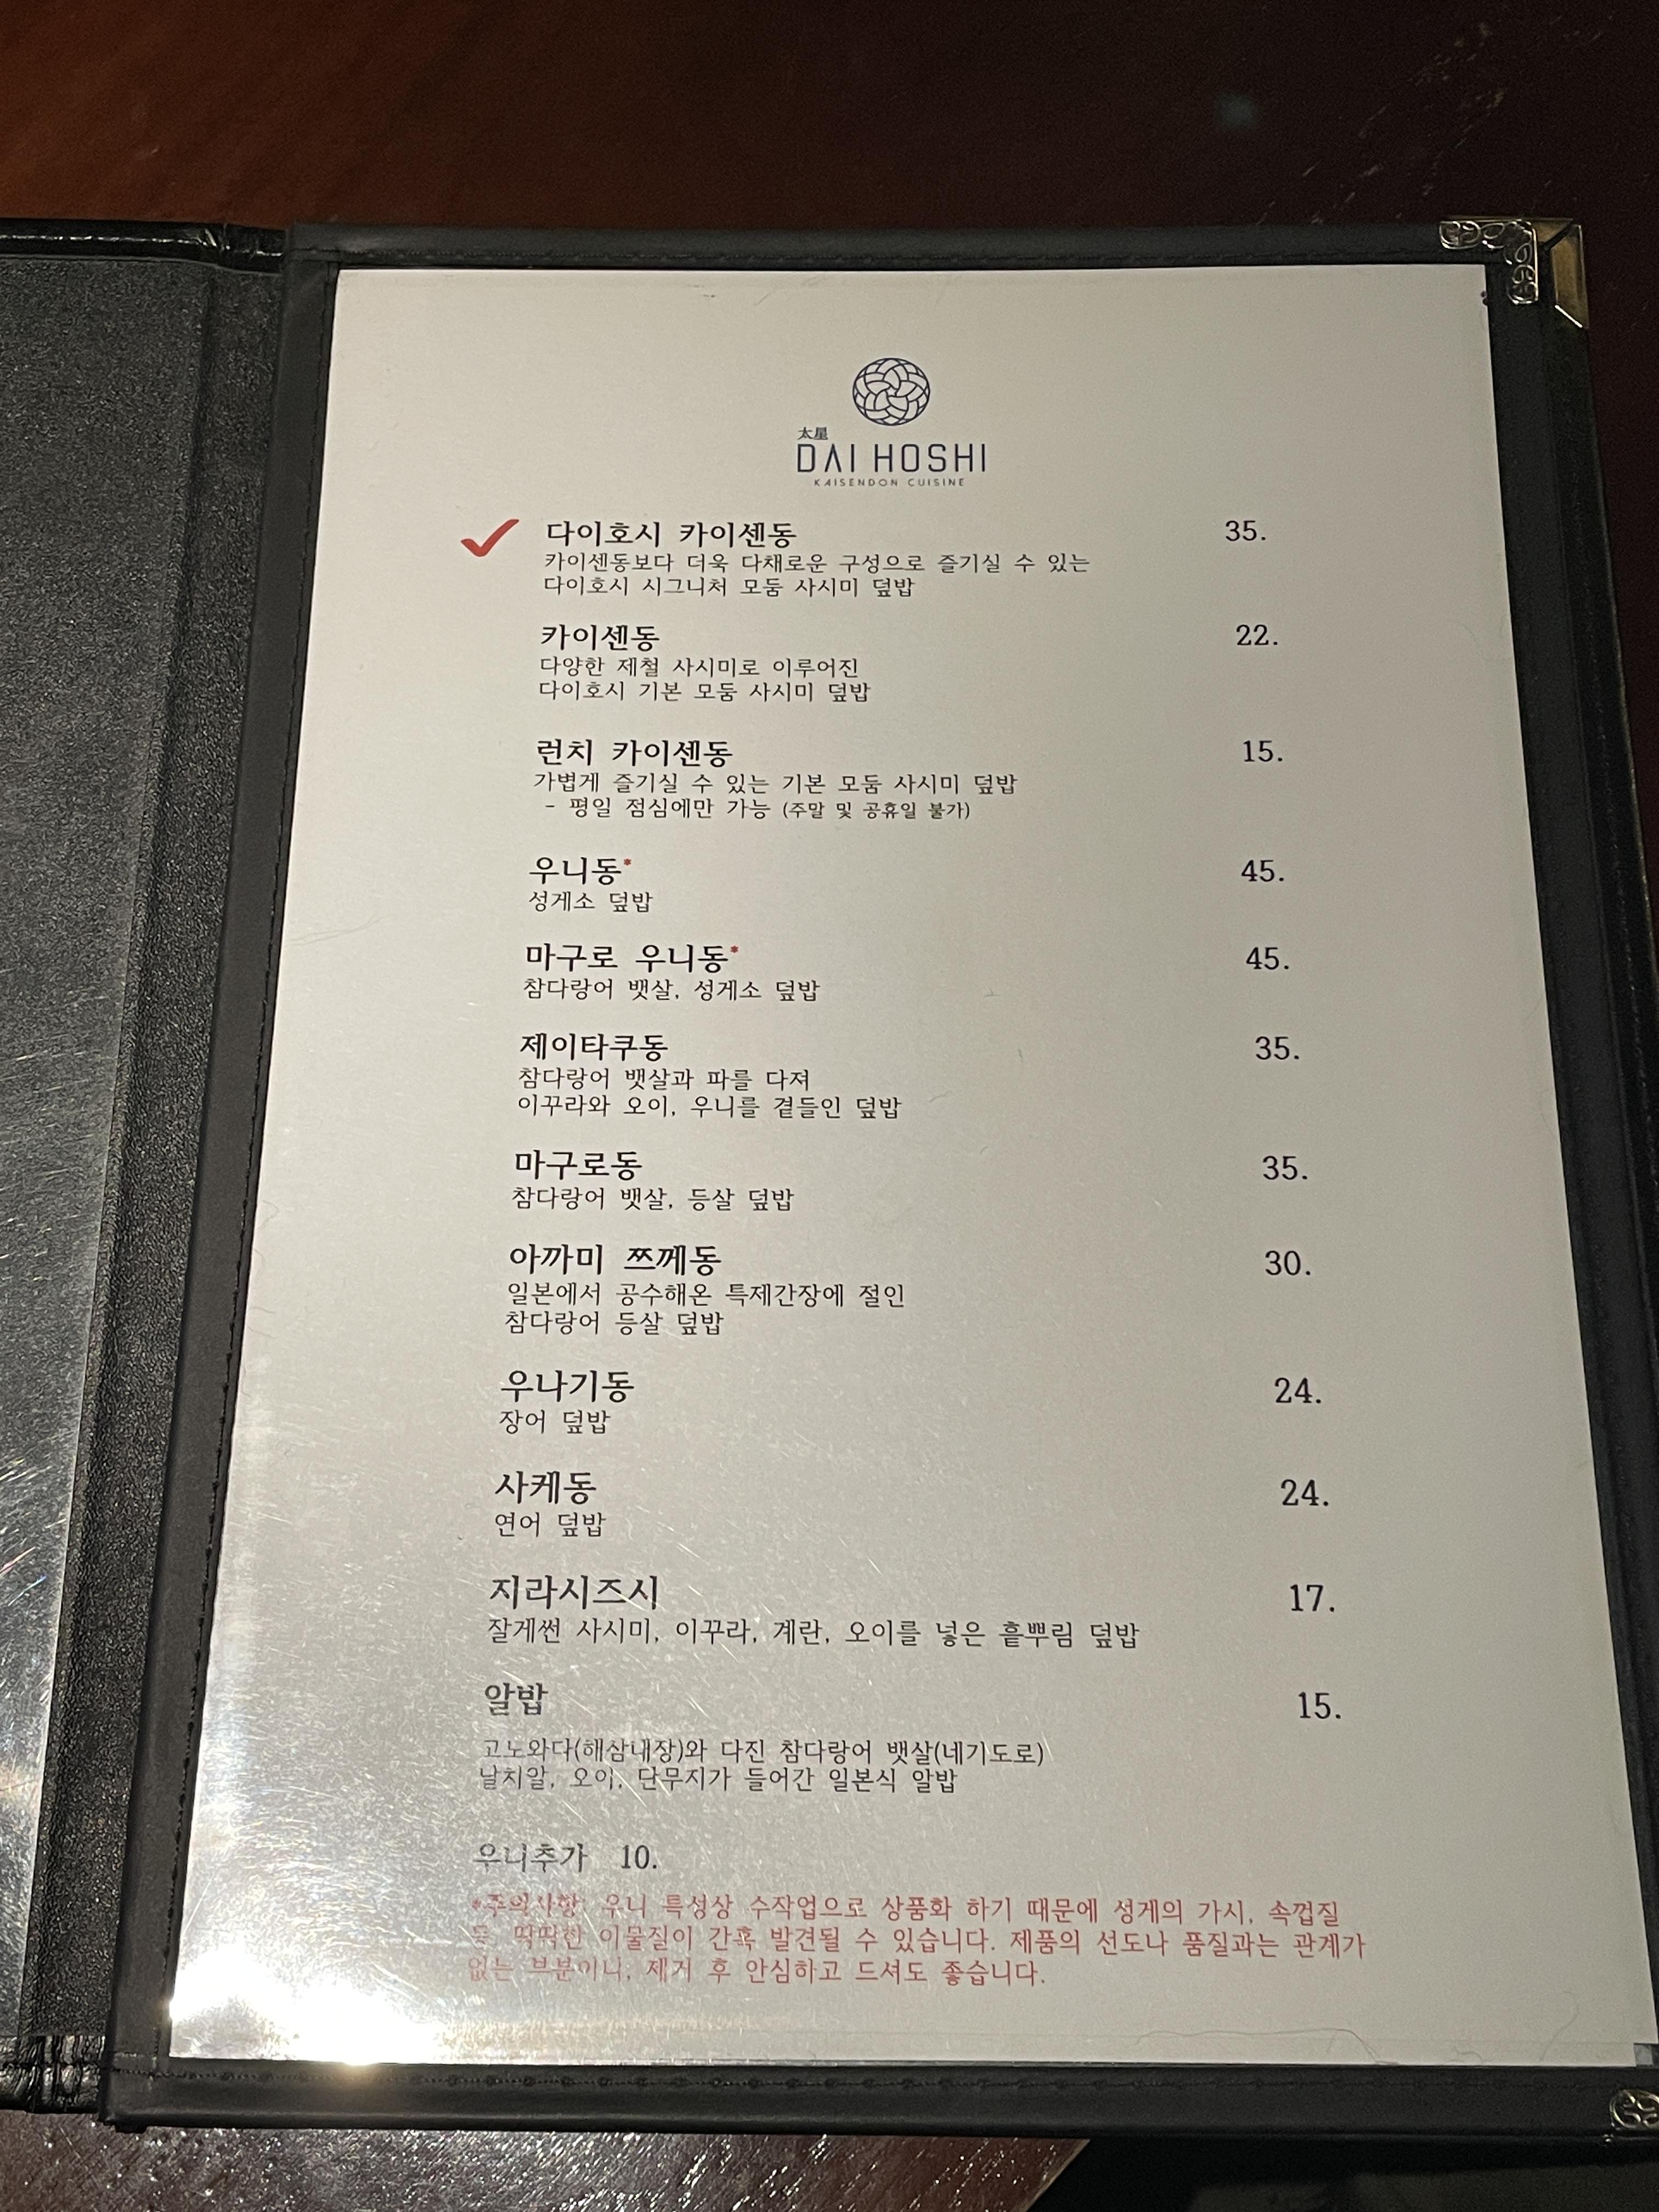 太星
DAI HOSHI
KAISENDON CUISINE
다이호시 카이센동 35.
카이센동보다 더욱 다채로운 구성으로 즐기실 수 있는
다이호시 시그니처 모둠 사시미 덮밥
카이센동 22.
다양한 제철 사시미로 이루어진
다이호시 기본 모둠 사시미 덮밥
런치 카이센동 15.
가볍게 즐기실 수 있는 기본 모둠 사시미 덮밥
- 평일 점심에만 가능 (주말 및 공휴일 불가)
우니동* 45.
성게소 덮밥
마구로 우니동* 45.
참다랑어 뱃살, 성게소 덮밥
제이타쿠동 35.
참다랑어 뱃살과 파를 다져
이꾸라와 오이, 우니를 곁들인 덮밥
마구로동 35.
참다랑어 뱃살, 등살 덮밥
아까미 쯔께동 30.
일본에서 공수해온 특제간장에 절인
참다랑어 등살 덮밥
우나기동 24.
장어 덮밥
사케동 24.
연어 덮밥
지라시즈시 17.
잘게썬 사시미, 이꾸라, 계란, 오이를 넣은 흩뿌림 덮밥
알밥 15.
고노와다(해삼내장)와 다진 참다랑어 뱃살(네기도로)
날치알, 오이, 단무지가 들어간 일본식 알밥
우니추가 10.
*주의사항: 우니 특성상 수작업으로 상품화 하기 때문에 성게의 가시, 속껍질
등, 딱딱한 이물질이 간혹 발견될 수 있습니다. 제품의 선도나 품질과는 관계가
없는 부분이니, 제거 후 안심하고 드셔도 좋습니다.